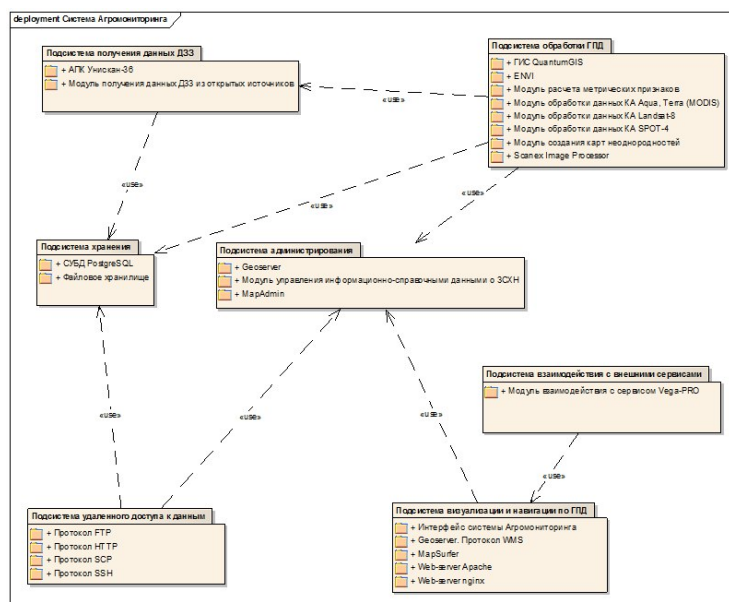 deployment Система Агромониторинга
Подсистема получения данных ДЗЗ
+ АПК Унискан-36
+ Модуль получения данных ДЗЗ из открытых источников
Подсистема обработки ГПД
+ ГИС QuantumGIS
+ ENVI
+ Модуль расчета метрических признаков
+ Модуль обработки данных КА Aqua, Terra (MODIS)
+ Модуль обработки данных КА Landsat-8
+ Модуль обработки данных КА SPOT-4
+ Модуль создания карт неоднородностей
+ Scanex Image Processor
«use»
«use»
«use»
«use»
Подсистема хранения
+ СУБД PostgreSQL
+ Файловое хранилище
Подсистема администрирования
+ Geoserver
+ Модуль управления информационно-справочными данными о ЗСХН
+ MapAdmin
Подсистема взаимодействия с внешними сервисами
+ Модуль взаимодействия с сервисом Vega-PRO
«use»
«use»
«use»
«use»
Подсистема удаленного доступа к данным
+ Протокол FTP
+ Протокол HTTP
+ Протокол SCP
+ Протокол SSH
Подсистема визуализации и навигации по ГПД
+ Интерфейс системы Агромониторинга
+ Geoserver. Протокол WMS
+ MapSurfer
+ Web-server Apache
+ Web-server nginx